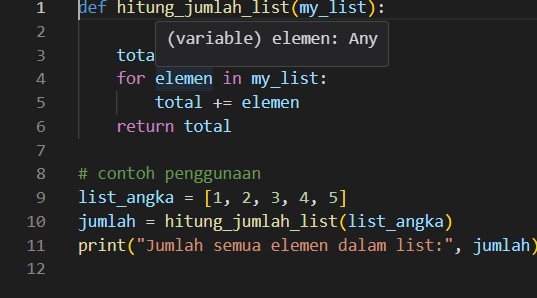 1 def hitung_jumlah_list(my_list):
2
(variable) elemen: Any
3 tota
4 for elemen in my_list:
5 total += elemen
6 return total
7
8 # contoh penggunaan
9 list_angka = [1, 2, 3, 4, 5]
10 jumlah = hitung_jumlah_list(list_angka)
11 print("Jumlah semua elemen dalam list:", jumlah)
12